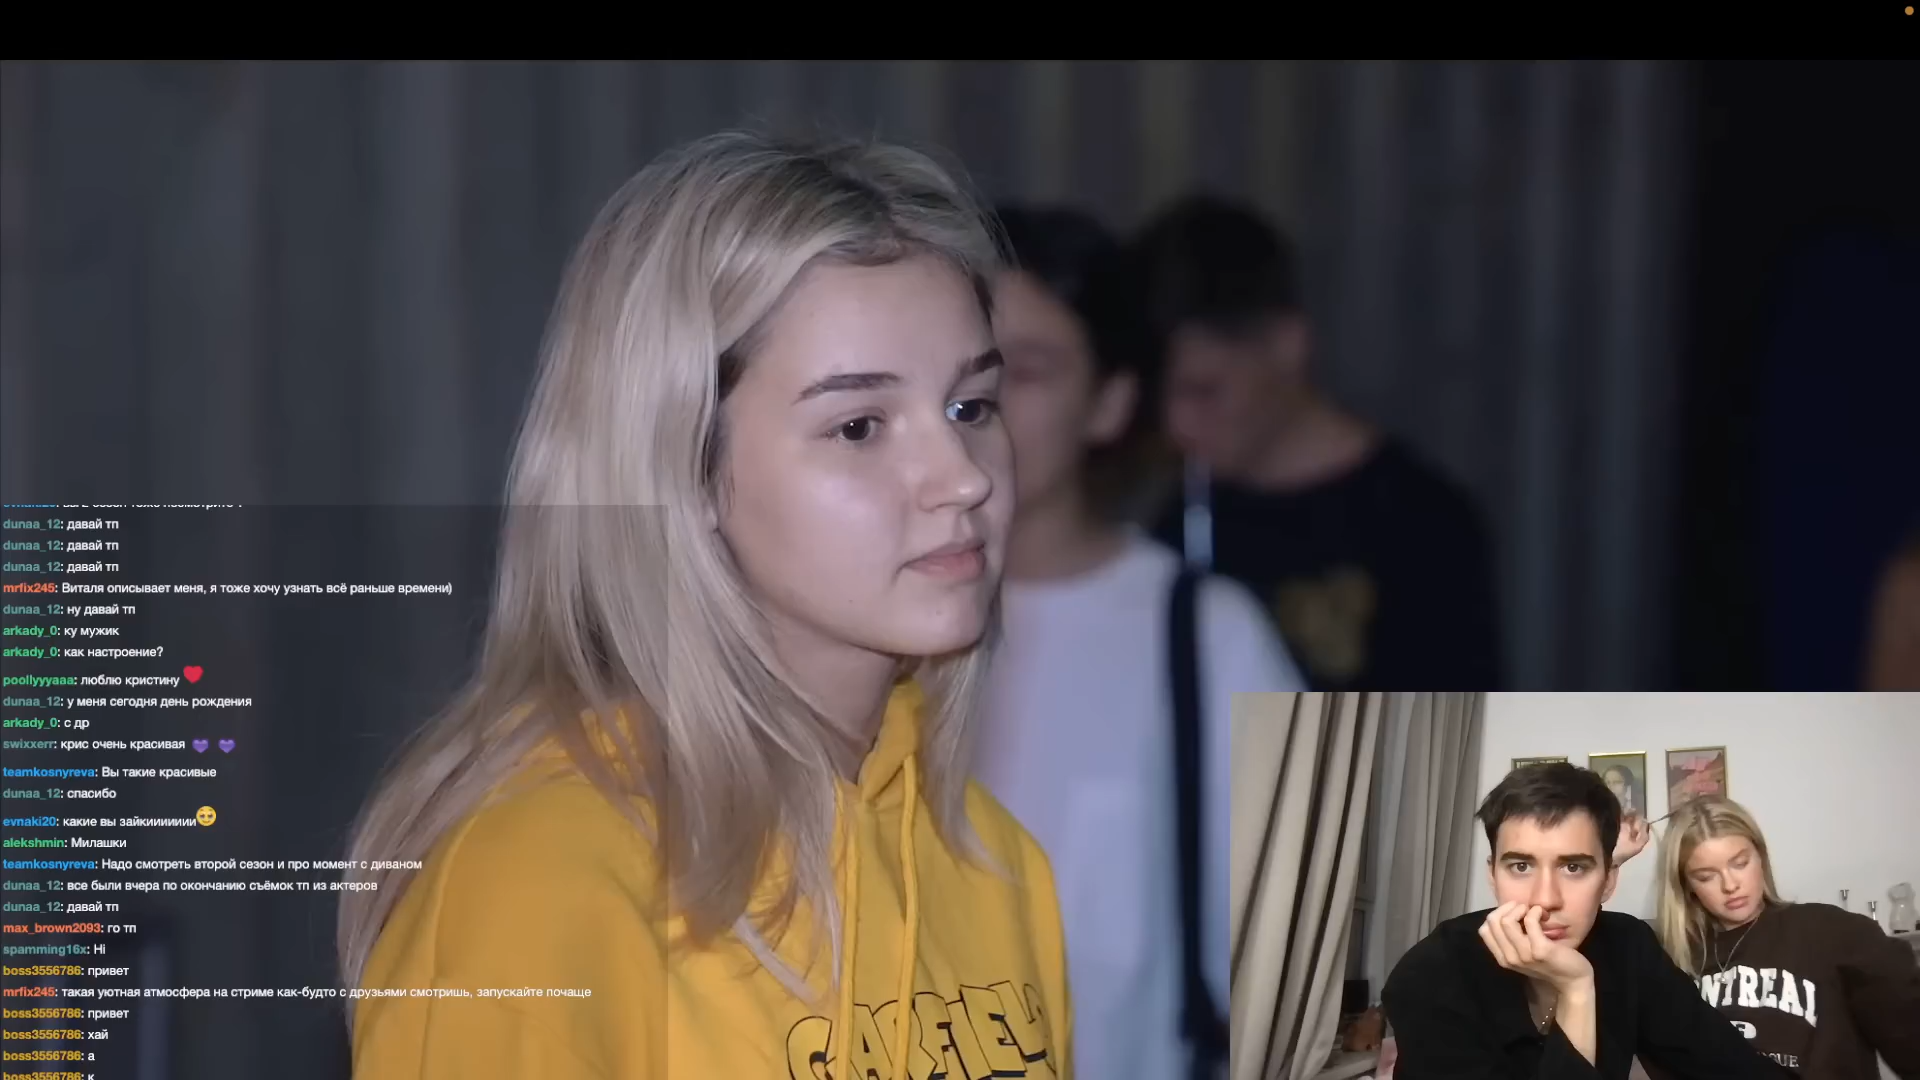 dunaa_12: давай тп
dunaa_12: давай тп
dunaa_12: давай тп
mrfix245: Виталя описывает меня, я тоже хочу узнать всё раньше времени)
dunaa_12: ну давай тп
arkady_0: ку мужик
arkady_0: как настроение?
poollyyyaaa: люблю кристину
dunaa_12: у меня сегодня день рождения
arkady_0: с др
swixxerr: крис очень красивая
teamkosnyreva: Вы такие красивые
dunaa_12: спасибо
evnaki20: какие вы зайкиииииии
alekshmin: Милашки
teamkosnyreva: Надо смотреть второй сезон и про момент с диваном
dunaa_12: все были вчера по окончанию съёмок тп из актеров
dunaa_12: давай тп
max_brown2093: го тп
spamming16x: Hi
boss3556786: привет
mrfix245: такая уютная атмосфера на стриме как-будто с друзьями смотришь, запускайте почаще
boss3556786: привет
boss3556786: хай
boss3556786: а
boss3556786: к
GARFIELD
NTREAL